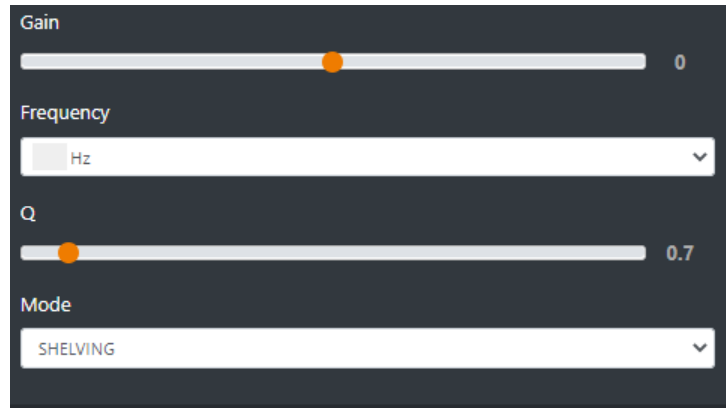 Gain
0
Frequency
Hz
Q
0.7
Mode
SHELVING